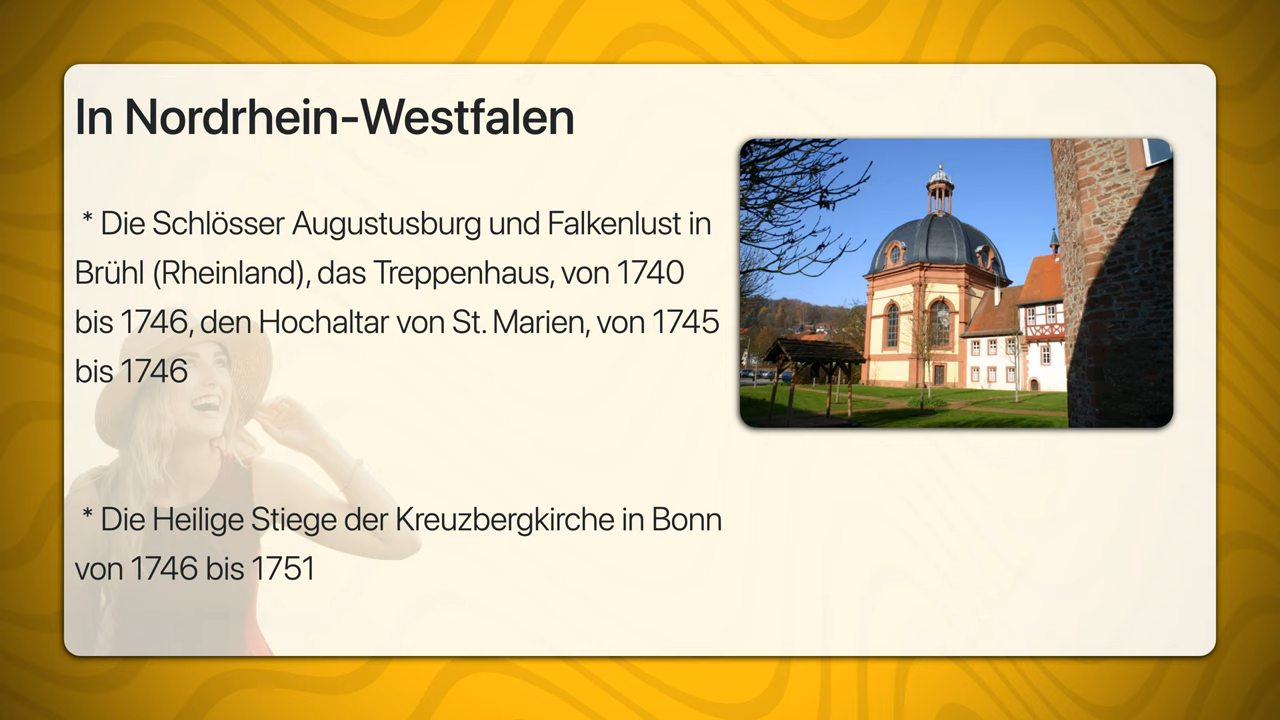 In Nordrhein-Westfalen
* Die Schlösser Augustusburg und Falkenlust in
Brühl (Rheinland), das Treppenhaus, von 1740
bis 1746, den Hochaltar von St. Marien, von 1745
bis 1746
* Die Heilige Stiege der Kreuzbergkirche in Bonn
von 1746 bis 1751